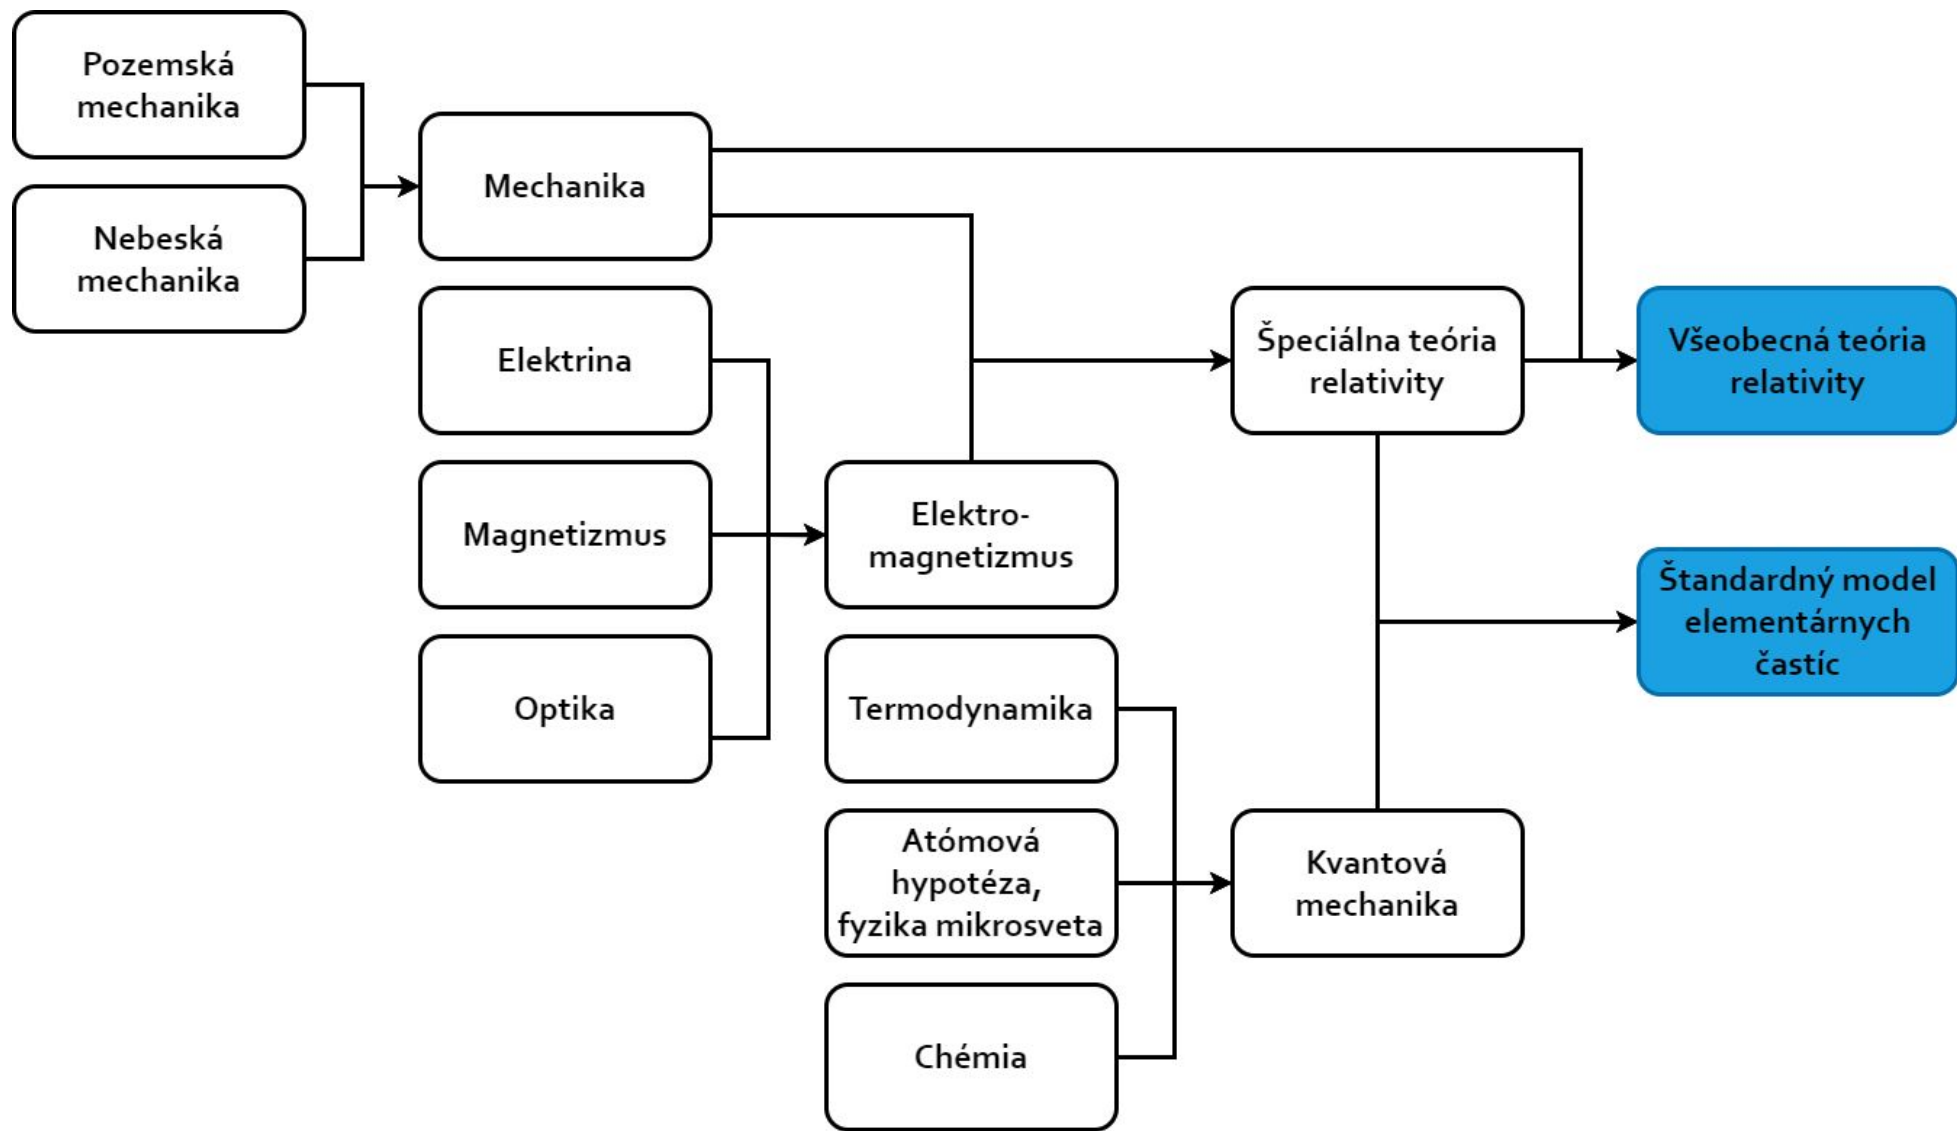 Pozemská
mechanika
Nebeská
mechanika
Mechanika
Elektrina
Magnetizmus
Optika
Elektro-
magnetizmus
Termodynamika
Atómová
hypotéza,
fyzika mikrosveta
Chémia
Špeciálna teória
relativity
Kvantová
mechanika
Všeobecná teória
relativity
Štandardný model
elementárnych
častíc